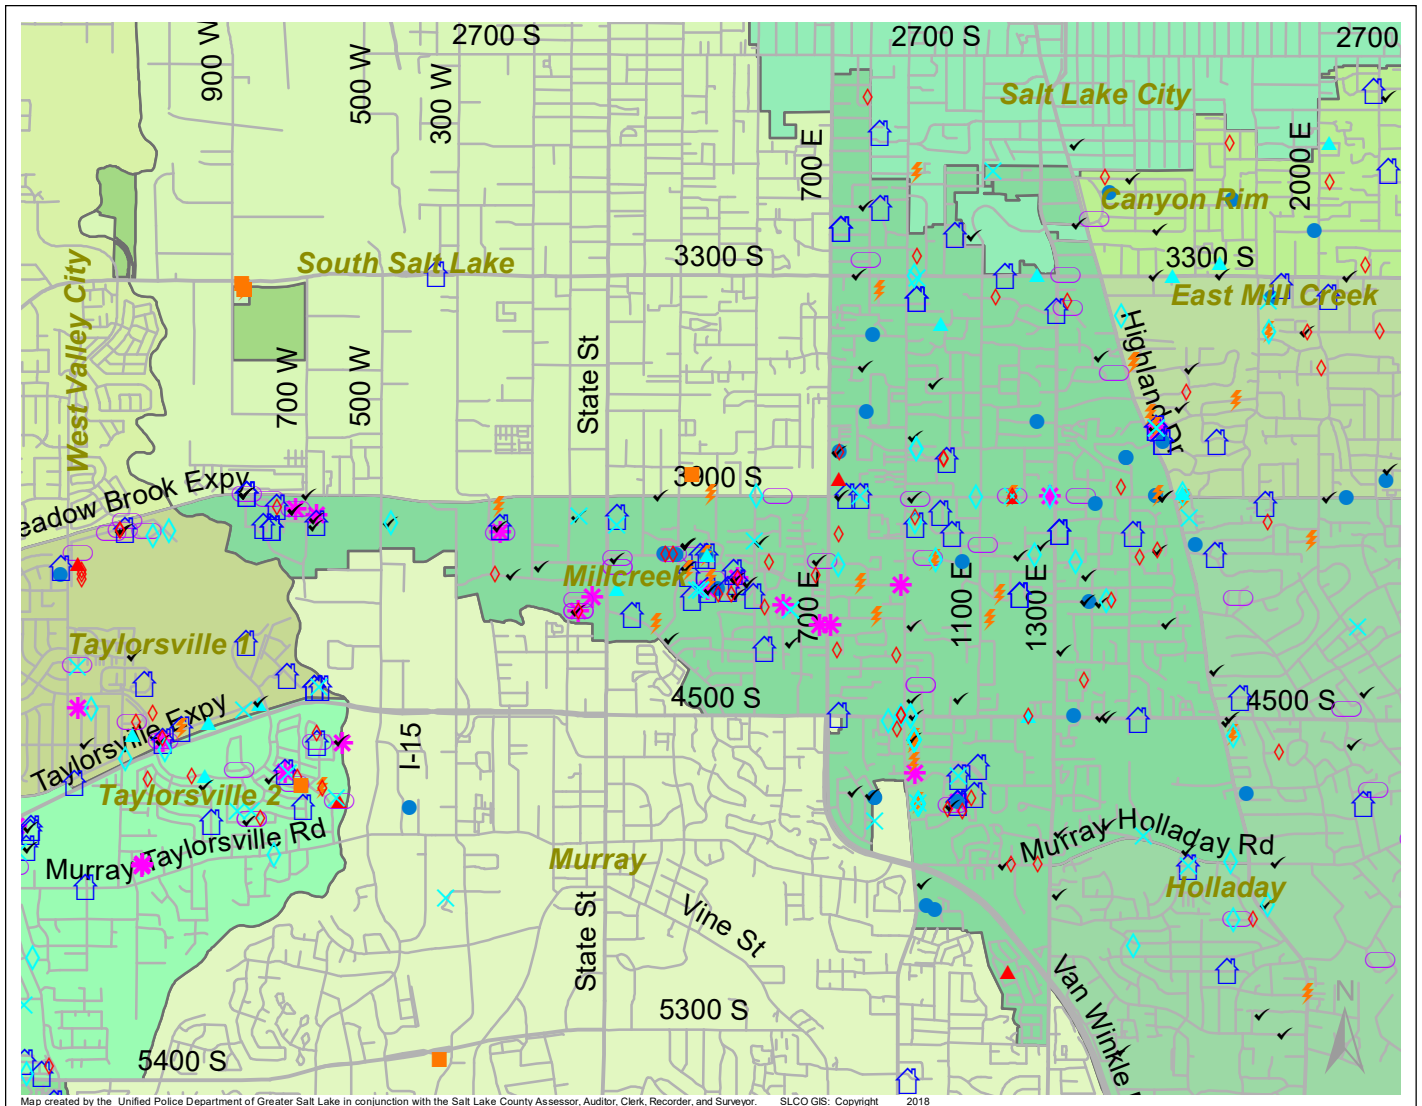 2700 S
2700 S
2700
900 W
500 W
300 W
Salt Lake City
700 E
2000 E
Canyon Rim
3300 S
3300 S
South Salt Lake
West Valley City
East Mill Creek
Highland Dr
State St
700 W
500 W
3900 S
eadow Brook Expy
Millcreek
700 E
1100 E
1300 E
Taylorsville 1
4500 S
4500 S
Taylorsville Expy
I-15
Taylorsville 2
Murray Taylorsville Rd
Murray Holladay Rd
Murray
Holladay
State St
Vine St
Van Winkle
N
5300 S
5400 S
Map created by the Unified Police Department of Greater Salt Lake in conjunction with the Salt Lake County Assessor, Auditor, Clerk, Recorder, and Surveyor. SLCO GIS: Copyright 2018